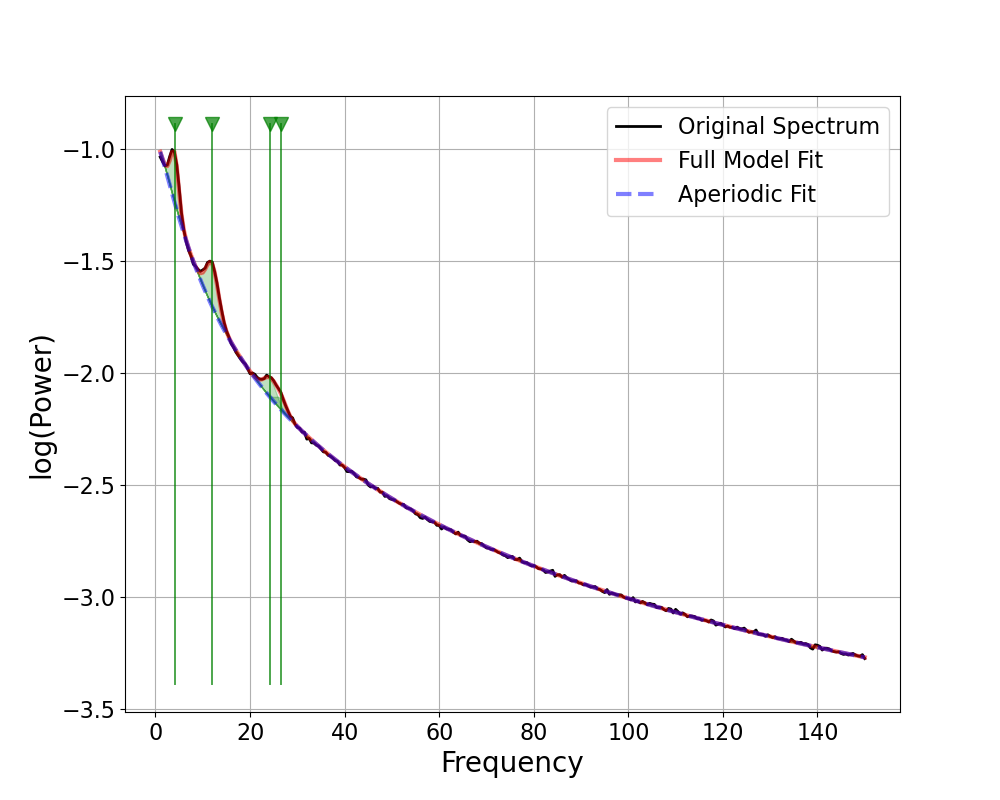 Original Spectrum
Full Model Fit
Aperiodic Fit
−1.0
−1.5
−2.0
−2.5
−3.0
−3.5
log(Power)
0 20 40 60 80 100 120 140
Frequency